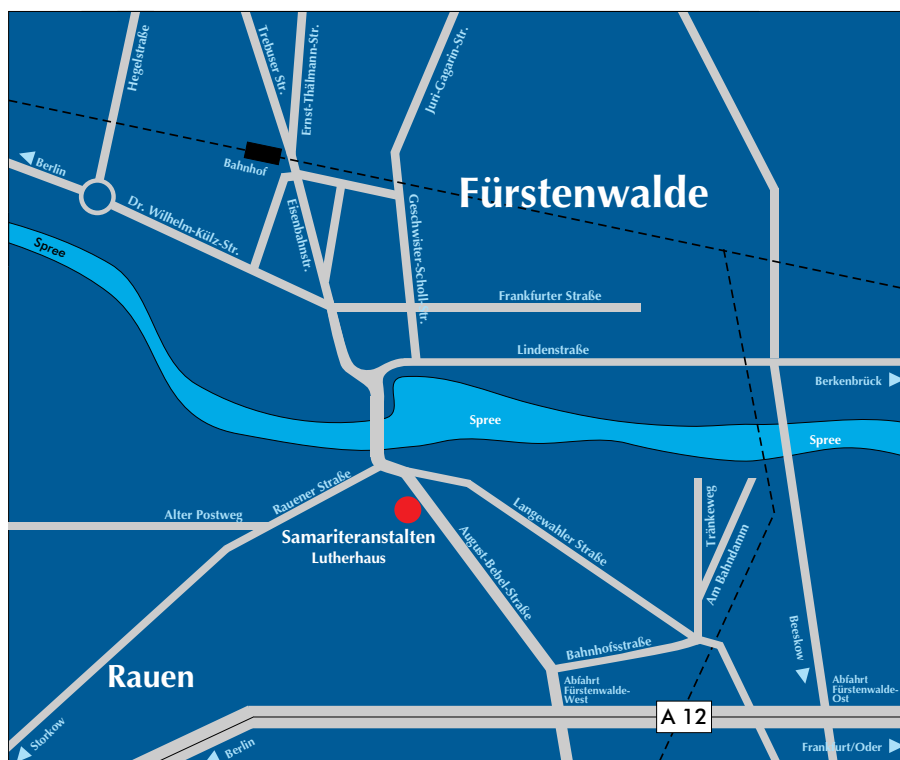 Hegelstraße
Trebuser Str.
Ernst-Thälmann-Str.
Juri-Gagarin-Str.
Berlin
Bahnhof
Fürstenwalde
Dr. Wilhelm-Külz-Str.
Eisenbahnstr.
Geschwister-Scholl-Str.
Spree
Frankfurter Straße
Lindenstraße
Berkenbrück
Spree
Spree
Rauener Straße
Alter Postweg
Samariteranstalten
Lutherhaus
August-Bebel-Straße
Langewahler Straße
Tränkeweg
Am Bahndamm
Bahnhofsstraße
Beeskow
Rauen
Abfahrt
Fürstenwalde-
West
Abfahrt
Fürstenwalde-
Ost
A 12
Storkow
Berlin
Frankfurt/Oder